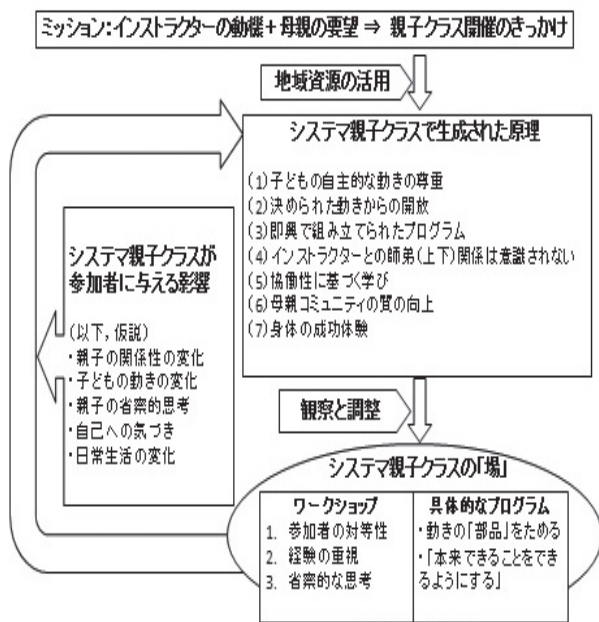 ミッション:インストラクターの動機+母親の要望 ⇒ 親子クラス開催のきっかけ
地域資源の活用
システマ親子クラスで生成された原理
(1)子どもの自主的な動きの尊重
(2)決められた動きからの開放
(3)即興で組み立てられたプログラム
(4)インストラクターとの師弟(上下)関係は意識されない
(5)協働性に基づく学び
(6)母親コミュニティの質の向上
(7)身体の成功体験
システマ親子クラスが
参加者に与える影響
(以下,仮説)
・親子の関係性の変化
・子どもの動きの変化
・親子の省察的思考
・自己への気づき
・日常生活の変化
観察と調整
システマ親子クラスの「場」
ワークショップ
1. 参加者の対等性
2. 経験の重視
3. 省察的な思考
具体的なプログラム
・動きの「部品」をためる
・「本来できることをでき
るようにする」